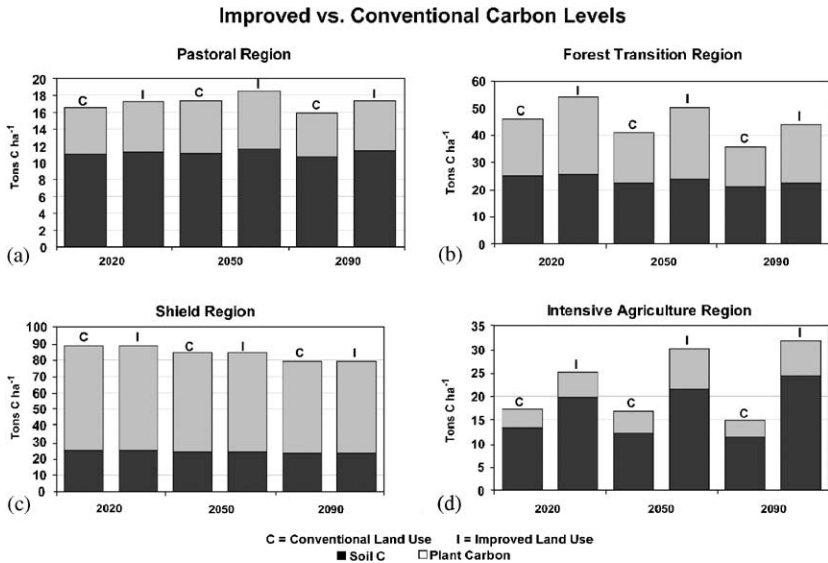 Improved vs. Conventional Carbon Levels
Pastoral Region
Tons C ha-1
20
18
16
14
12
10
8
6
4
2
0
C I C I C I
2020 2050 2090
(a)
Forest Transition Region
Tons C ha-1
60
50
40
30
20
10
0
C I C I C I
2020 2050 2090
(b)
Shield Region
Tons C ha-1
100
90
80
70
60
50
40
30
20
10
0
C I C I C I
2020 2050 2090
(c)
Intensive Agriculture Region
Tons C ha-1
35
30
25
20
15
10
5
0
C I C I C I
2020 2050 2090
(d)
C = Conventional Land Use I = Improved Land Use
Soil C Plant Carbon